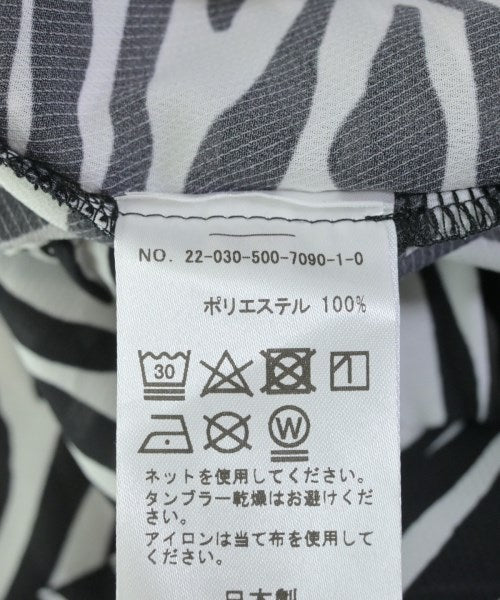 NO. 22-030-500-7090-1-0
ポリエステル 100%
30
W
ネットを使用してください。
タンブラー乾燥はお避けくだ
さい。
アイロンは当て布を使用して
ください。
日本製